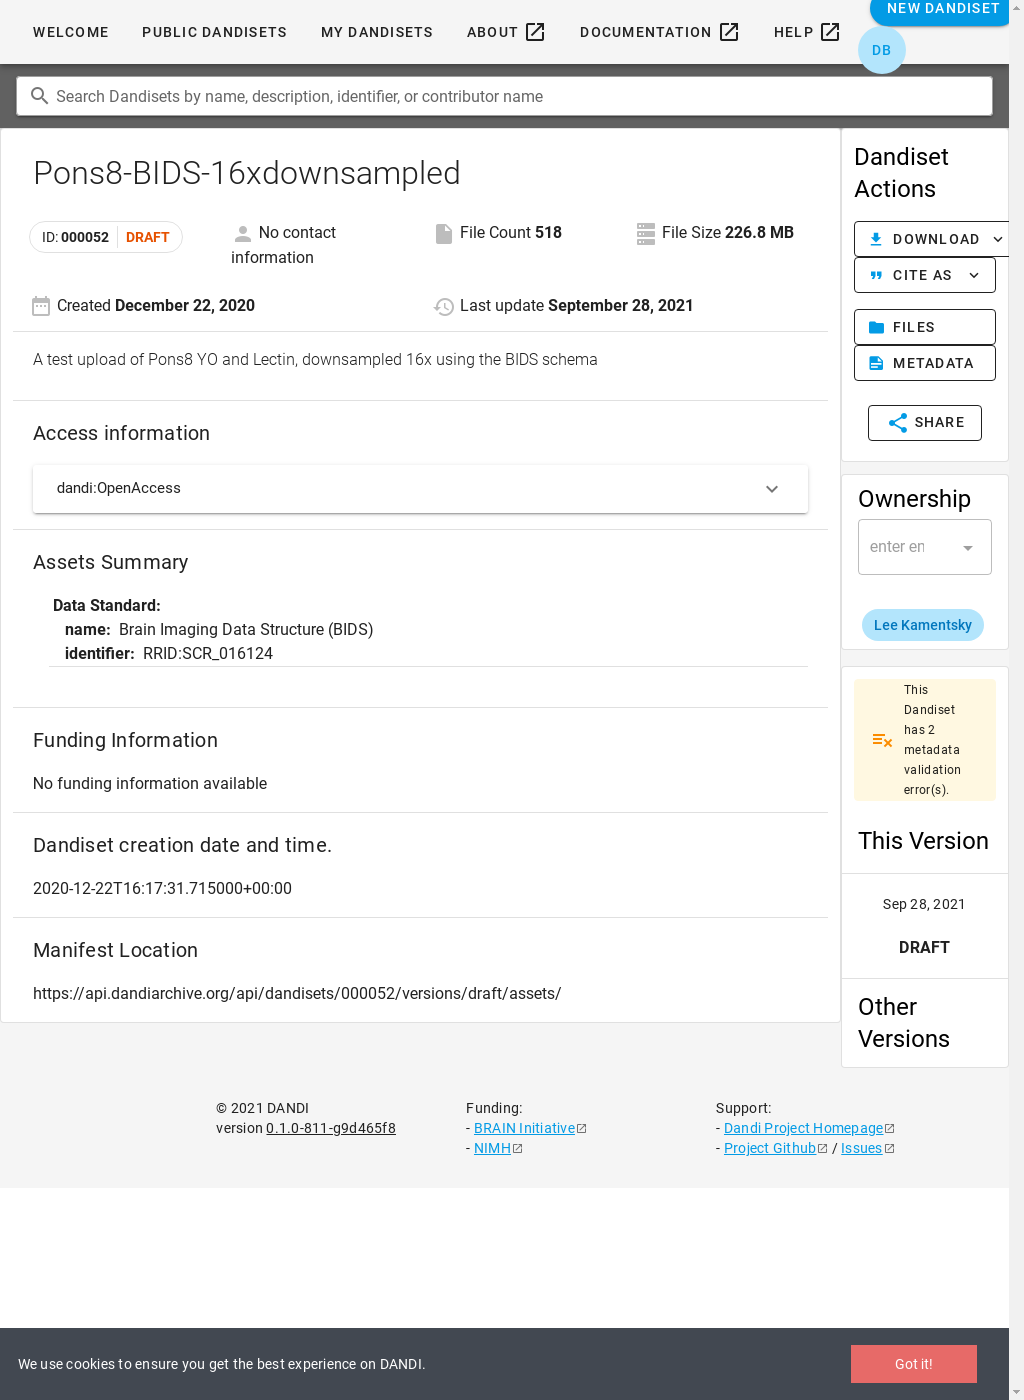 WELCOME PUBLIC DANDISETS MY DANDISETS ABOUT DOCUMENTATION HELP NEW DANDISET
DB
Search Dandisets by name, description, identifier, or contributor name
Pons8-BIDS-16xdownsampled
ID: 000052 DRAFT
No contact information
File Count 518
File Size 226.8 MB
Created December 22, 2020
Last update September 28, 2021
A test upload of Pons8 YO and Lectin, downsampled 16x using the BIDS schema
Access information
dandi:OpenAccess
Assets Summary
Data Standard:
name: Brain Imaging Data Structure (BIDS)
identifier: RRID:SCR_016124
Funding Information
No funding information available
Dandiset creation date and time.
2020-12-22T16:17:31.715000+00:00
Manifest Location
https://api.dandiarchive.org/api/dandisets/000052/versions/draft/assets/
Dandiset
Actions
DOWNLOAD
CITE AS
FILES
METADATA
SHARE
Ownership
enter en
Lee Kamentsky
This
Dandiset
has 2
metadata
validation
error(s).
This Version
Sep 28, 2021
DRAFT
Other
Versions
© 2021 DANDI
version 0.1.0-811-g9d465f8
Funding:
- BRAIN Initiative
- NIMH
Support:
- Dandi Project Homepage
- Project Github / Issues
We use cookies to ensure you get the best experience on DANDI.
Got it!